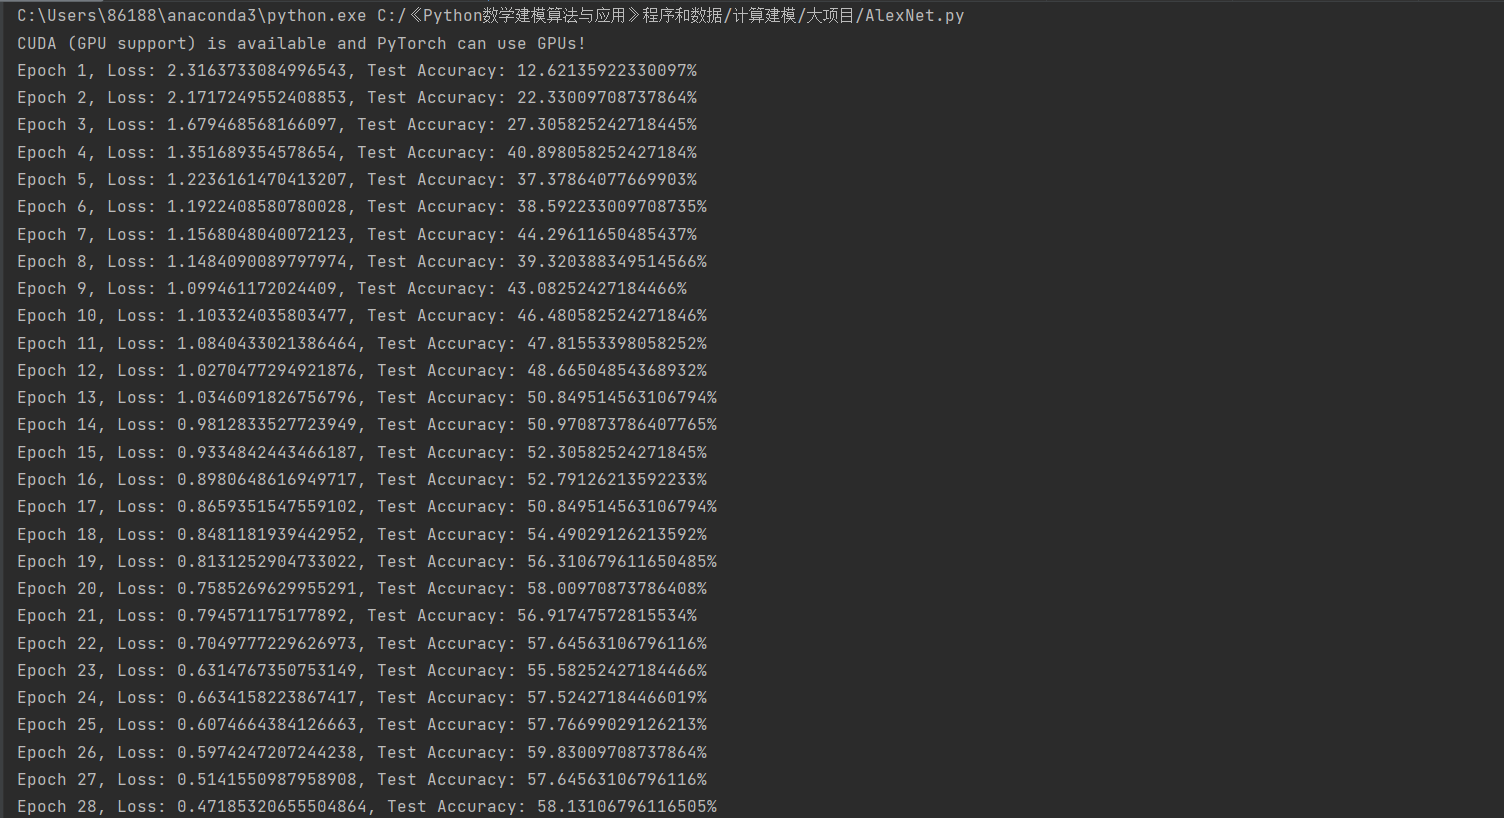 C:\Users\86188\anaconda3\python.exe C:/《Python数学建模算法与应用》程序和数据/计算建模/大项目/AlexNet.py
CUDA (GPU support) is available and PyTorch can use GPUs!
Epoch 1, Loss: 2.3163733084996543, Test Accuracy: 12.621359223300970%
Epoch 2, Loss: 2.1717249552408853, Test Accuracy: 22.33009708737864%
Epoch 3, Loss: 1.679468568166097, Test Accuracy: 27.305825242718445%
Epoch 4, Loss: 1.351689354578654, Test Accuracy: 40.898058252427184%
Epoch 5, Loss: 1.2236161470413207, Test Accuracy: 37.37864077669903%
Epoch 6, Loss: 1.1922408580780028, Test Accuracy: 38.592233009708735%
Epoch 7, Loss: 1.1568048040072123, Test Accuracy: 44.29611650485437%
Epoch 8, Loss: 1.1484090089797974, Test Accuracy: 39.320388349514566%
Epoch 9, Loss: 1.099461172024409, Test Accuracy: 43.08252427184466%
Epoch 10, Loss: 1.103324035803477, Test Accuracy: 46.480582524271846%
Epoch 11, Loss: 1.0840433021386464, Test Accuracy: 47.81553398058252%
Epoch 12, Loss: 1.0270477294921876, Test Accuracy: 48.66504854368932%
Epoch 13, Loss: 1.0346091826756796, Test Accuracy: 50.849514563106794%
Epoch 14, Loss: 0.9812833527723949, Test Accuracy: 50.970873786407765%
Epoch 15, Loss: 0.9334842443466187, Test Accuracy: 52.30582524271845%
Epoch 16, Loss: 0.8980648616949717, Test Accuracy: 52.79126213592233%
Epoch 17, Loss: 0.8659351547559102, Test Accuracy: 50.849514563106794%
Epoch 18, Loss: 0.8481181939442952, Test Accuracy: 54.49029126213592%
Epoch 19, Loss: 0.8131252904733022, Test Accuracy: 56.310679611650485%
Epoch 20, Loss: 0.7585269629955291, Test Accuracy: 58.00970873786408%
Epoch 21, Loss: 0.794571175177892, Test Accuracy: 56.91747572815534%
Epoch 22, Loss: 0.7049777229626973, Test Accuracy: 57.64563106796116%
Epoch 23, Loss: 0.6314767350753149, Test Accuracy: 55.58252427184466%
Epoch 24, Loss: 0.6634158223867417, Test Accuracy: 57.52427184466019%
Epoch 25, Loss: 0.6074664384126663, Test Accuracy: 57.76699029126213%
Epoch 26, Loss: 0.5974247207244238, Test Accuracy: 59.83009708737864%
Epoch 27, Loss: 0.5141550987958908, Test Accuracy: 57.64563106796116%
Epoch 28, Loss: 0.47185320655504864, Test Accuracy: 58.13106796116505%